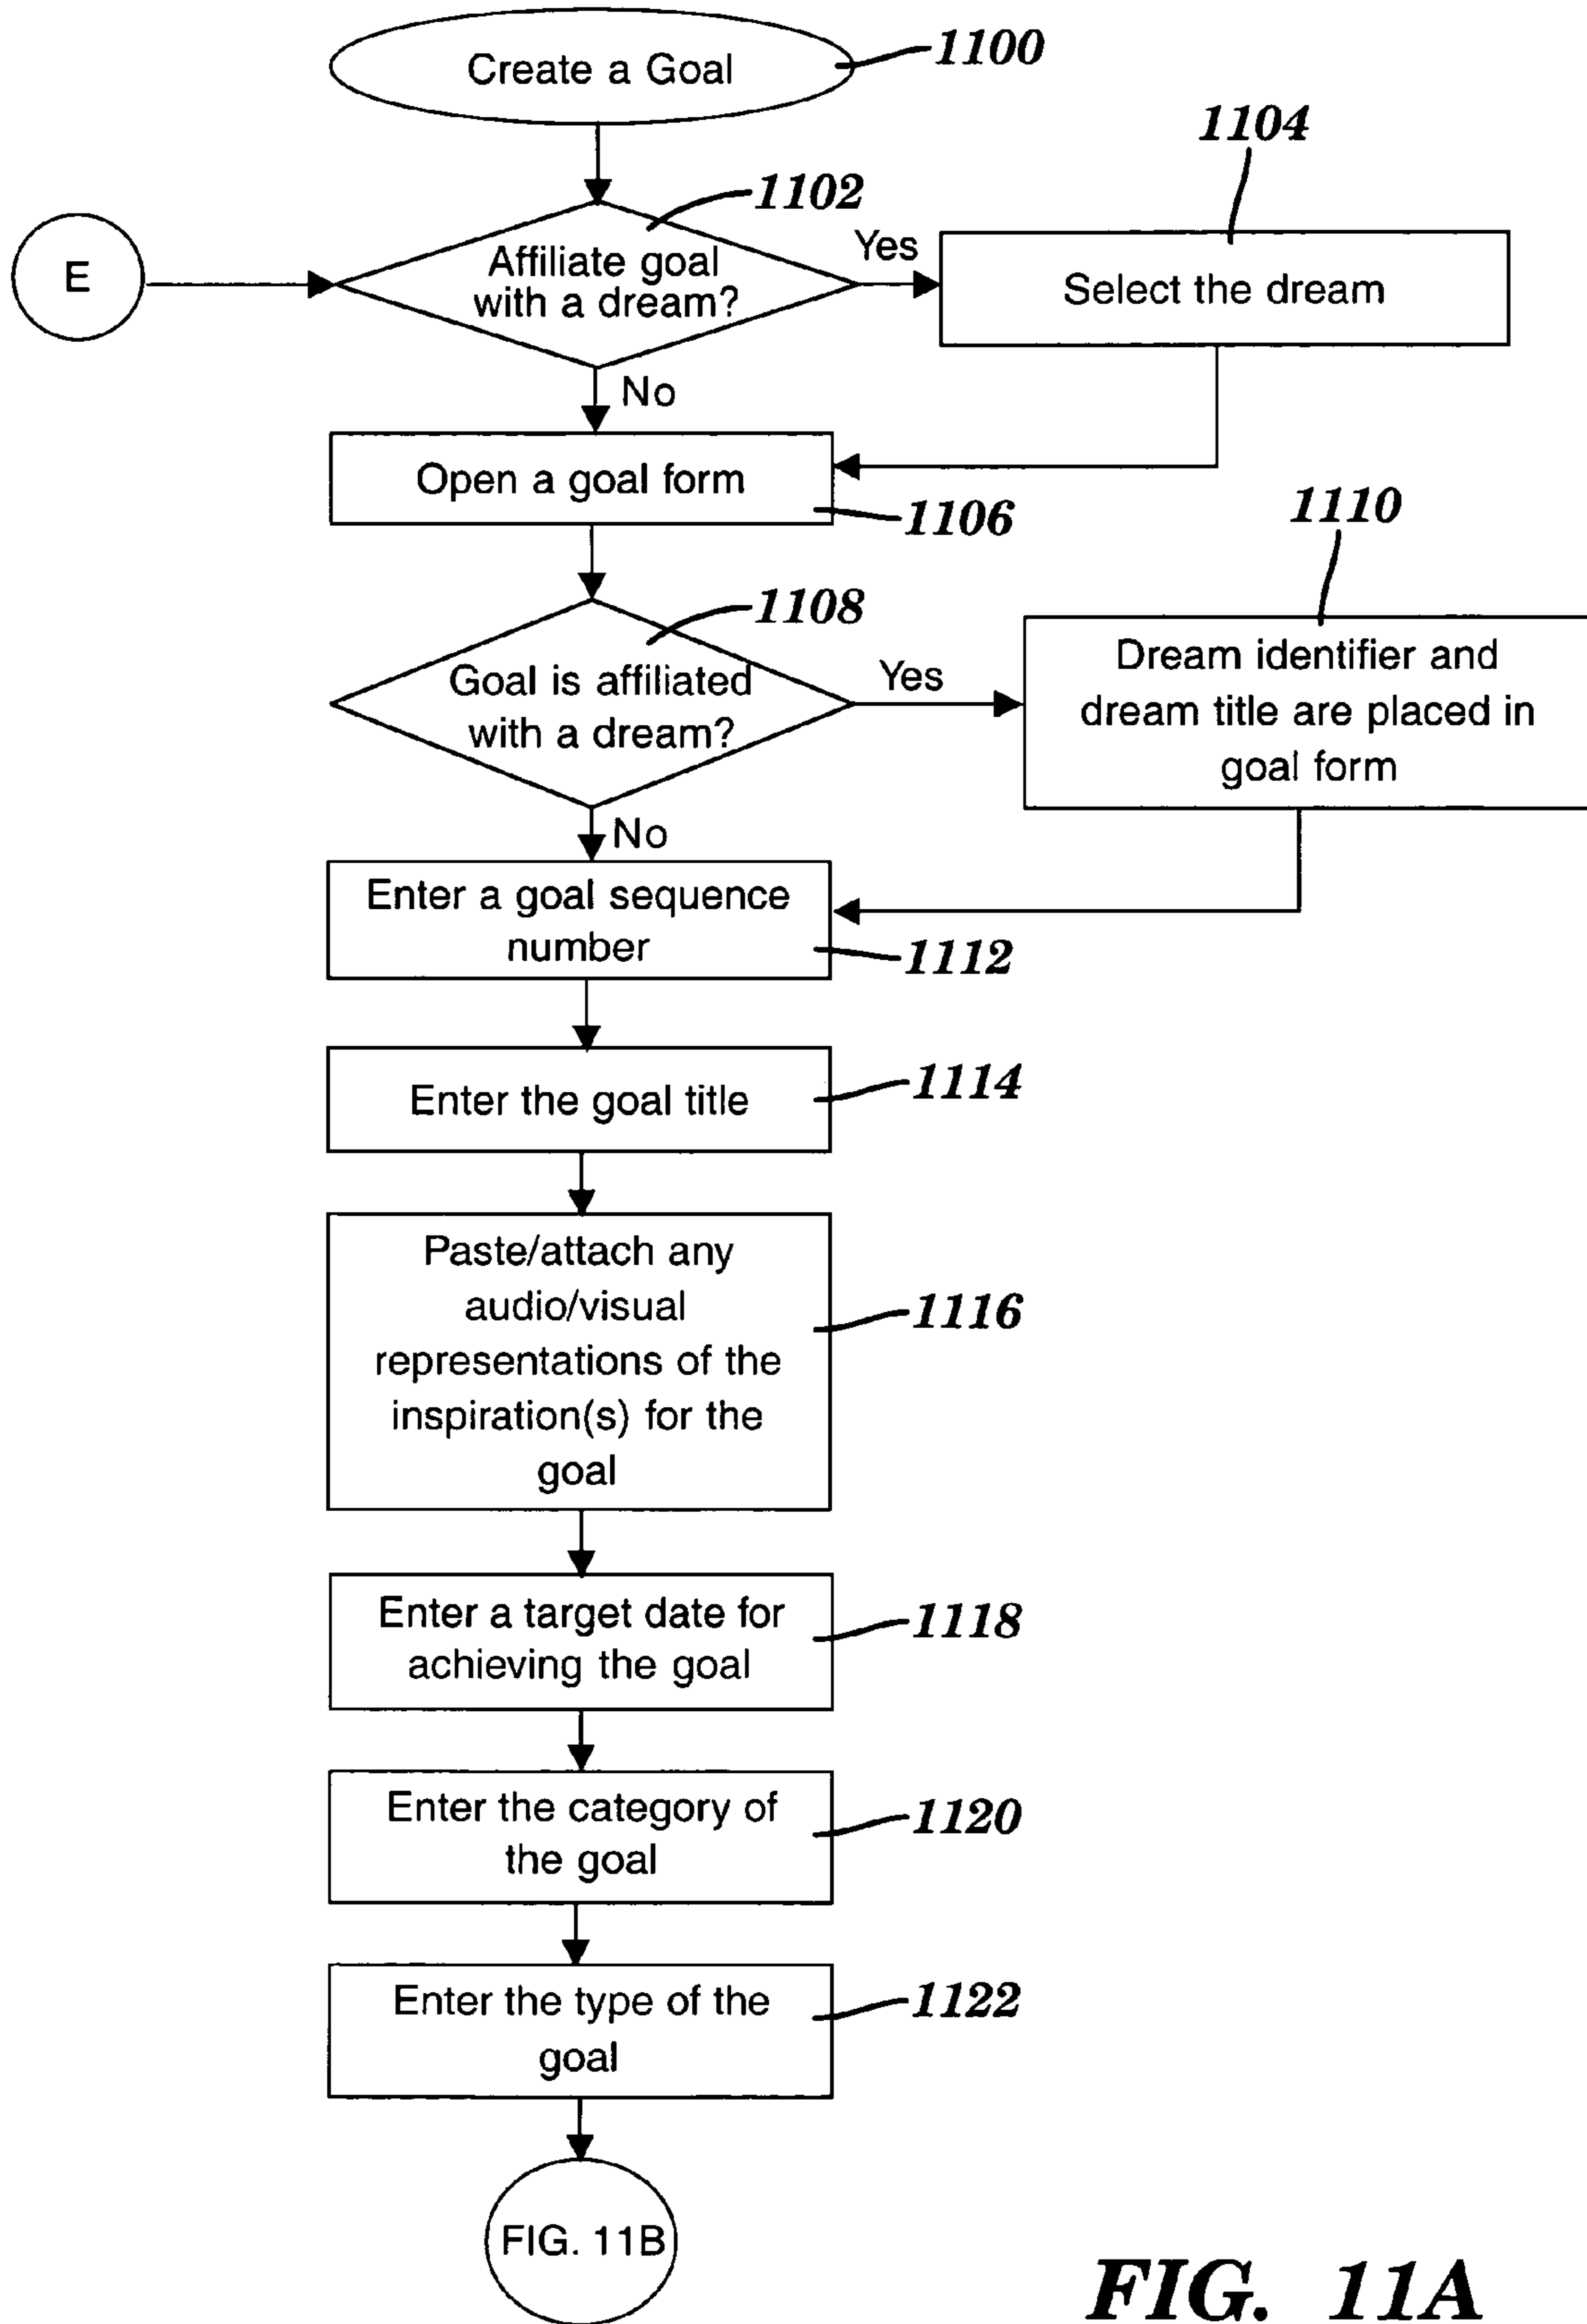 Create a Goal
1100
1104
1102
E
Affiliate goal
with a dream?
Yes
Select the dream
No
Open a goal form
1106
1110
1108
Goal is affiliated
with a dream?
Yes
Dream identifier and
dream title are placed in
goal form
No
Enter a goal sequence
number
1112
Enter the goal title
1114
Paste/attach any
audio/visual
representations of the
inspiration(s) for the
goal
1116
Enter a target date for
achieving the goal
1118
Enter the category of
the goal
1120
Enter the type of the
goal
1122
FIG. 11B
FIG. 11A